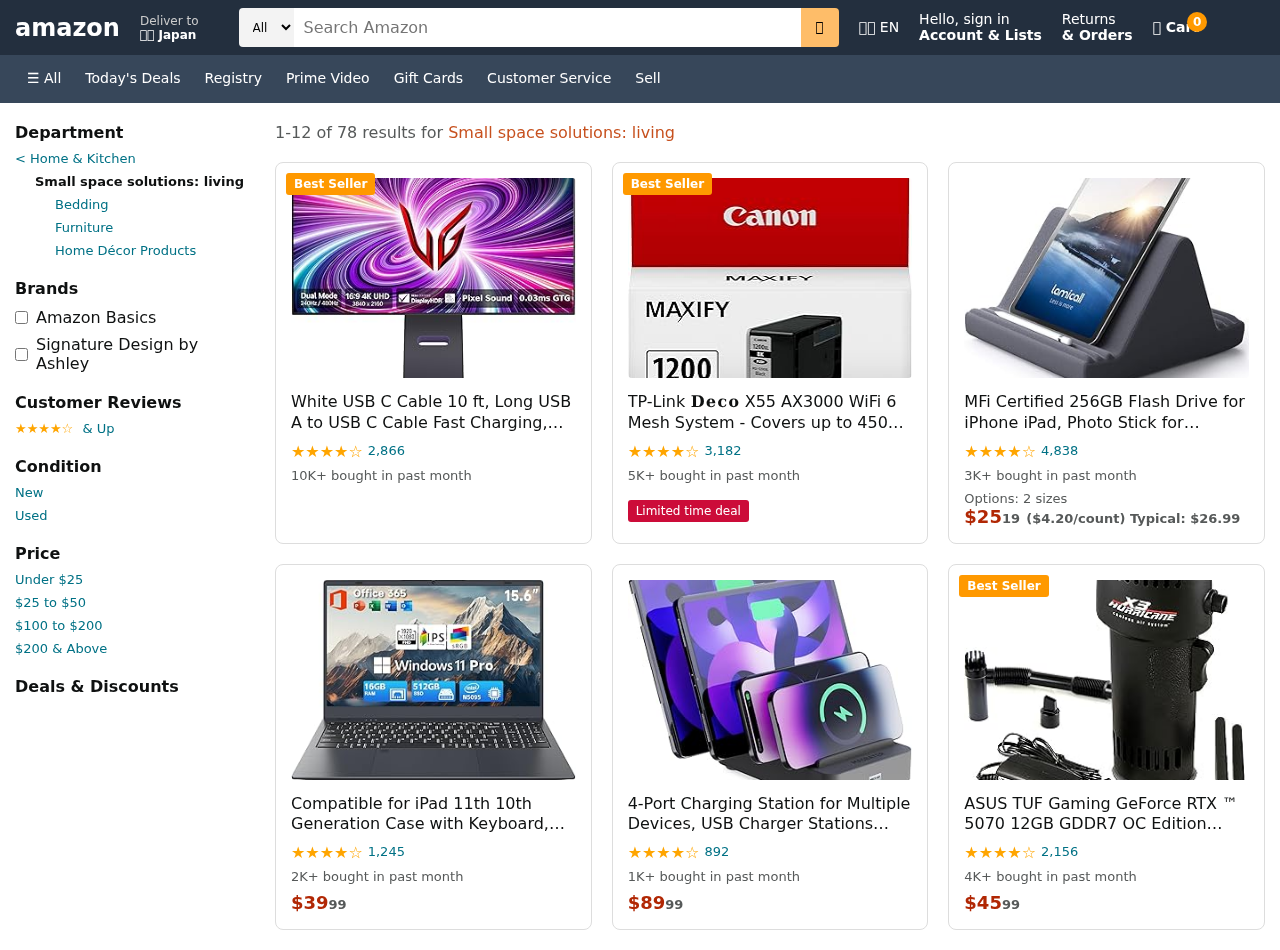 amazon
Deliver to
Japan
All
Search Amazon
EN
Hello, sign in
Account & Lists
Returns
& Orders
0
☰ All
Today's Deals
Registry
Prime Video
Gift Cards
Customer Service
Sell
Department
< Home & Kitchen
Small space solutions: living
Bedding
Furniture
Home Décor Products
Brands
Amazon Basics
Signature Design by
Ashley
Customer Reviews
★★★★☆ & Up
Condition
New
Used
Price
Under $25
$25 to $50
$100 to $200
$200 & Above
Deals & Discounts
1-12 of 78 results for Small space solutions: living
Best Seller
Dual Mode
16:9 4K UHD
3840 x 2160
DisplayHDR
Pixel Sound
0.03ms GTG
White USB C Cable 10 ft, Long USB
A to USB C Cable Fast Charging,...
★★★★☆ 2,866
10K+ bought in past month
Best Seller
Canon
MAXIFY
MAXIFY
1200
TP-Link Deco X55 AX3000 WiFi 6
Mesh System - Covers up to 450...
★★★★☆ 3,182
5K+ bought in past month
Limited time deal
lamicall
MFi Certified 256GB Flash Drive for
iPhone iPad, Photo Stick for...
★★★★☆ 4,838
3K+ bought in past month
Options: 2 sizes
$25 19 ($4.20/count) Typical: $26.99
Office 365
15.6"
IPS
Windows 11 Pro
16GB
RAM
512GB
SSD
intel
N5095
Compatible for iPad 11th 10th
Generation Case with Keyboard,...
★★★★☆ 1,245
2K+ bought in past month
$39 99
4-Port Charging Station for Multiple
Devices, USB Charger Stations...
★★★★☆ 892
1K+ bought in past month
$89 99
Best Seller
X3
HURRICANE
canless air system
ASUS TUF Gaming GeForce RTX ™
5070 12GB GDDR7 OC Edition...
★★★★☆ 2,156
4K+ bought in past month
$45 99